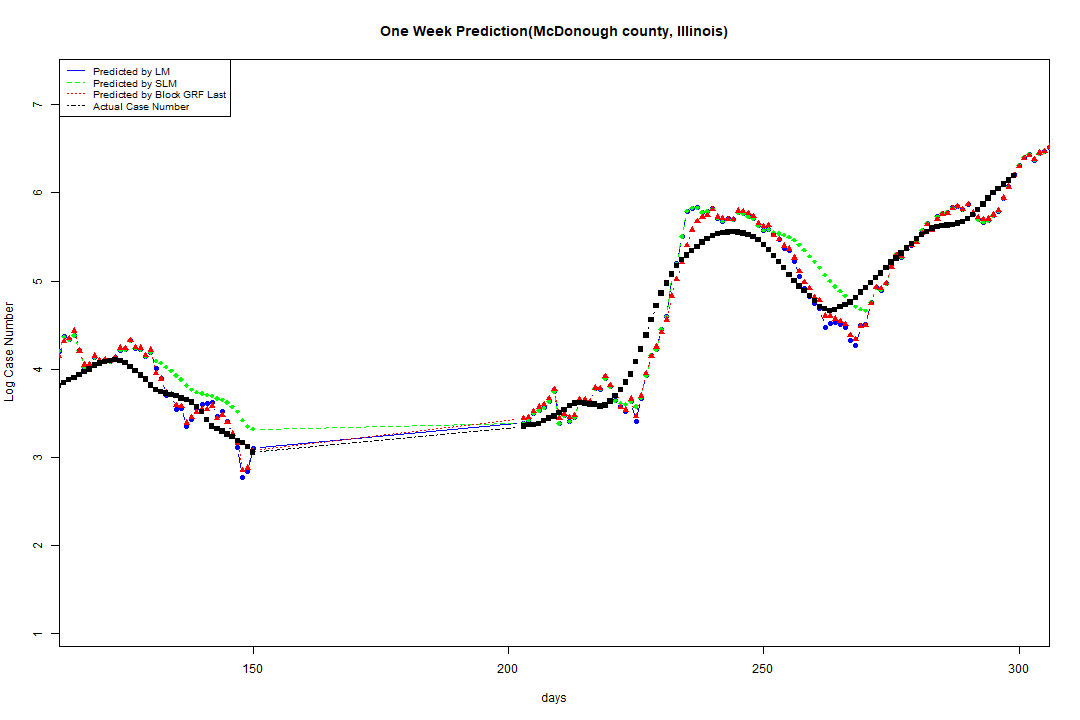 One Week Prediction(McDonough county, Illinois)
Predicted by LM
Predicted by SLM
Predicted by Block GRF Last
Actual Case Number
7
6
5
4
3
2
1
Log Case Number
150 200 250 300
days